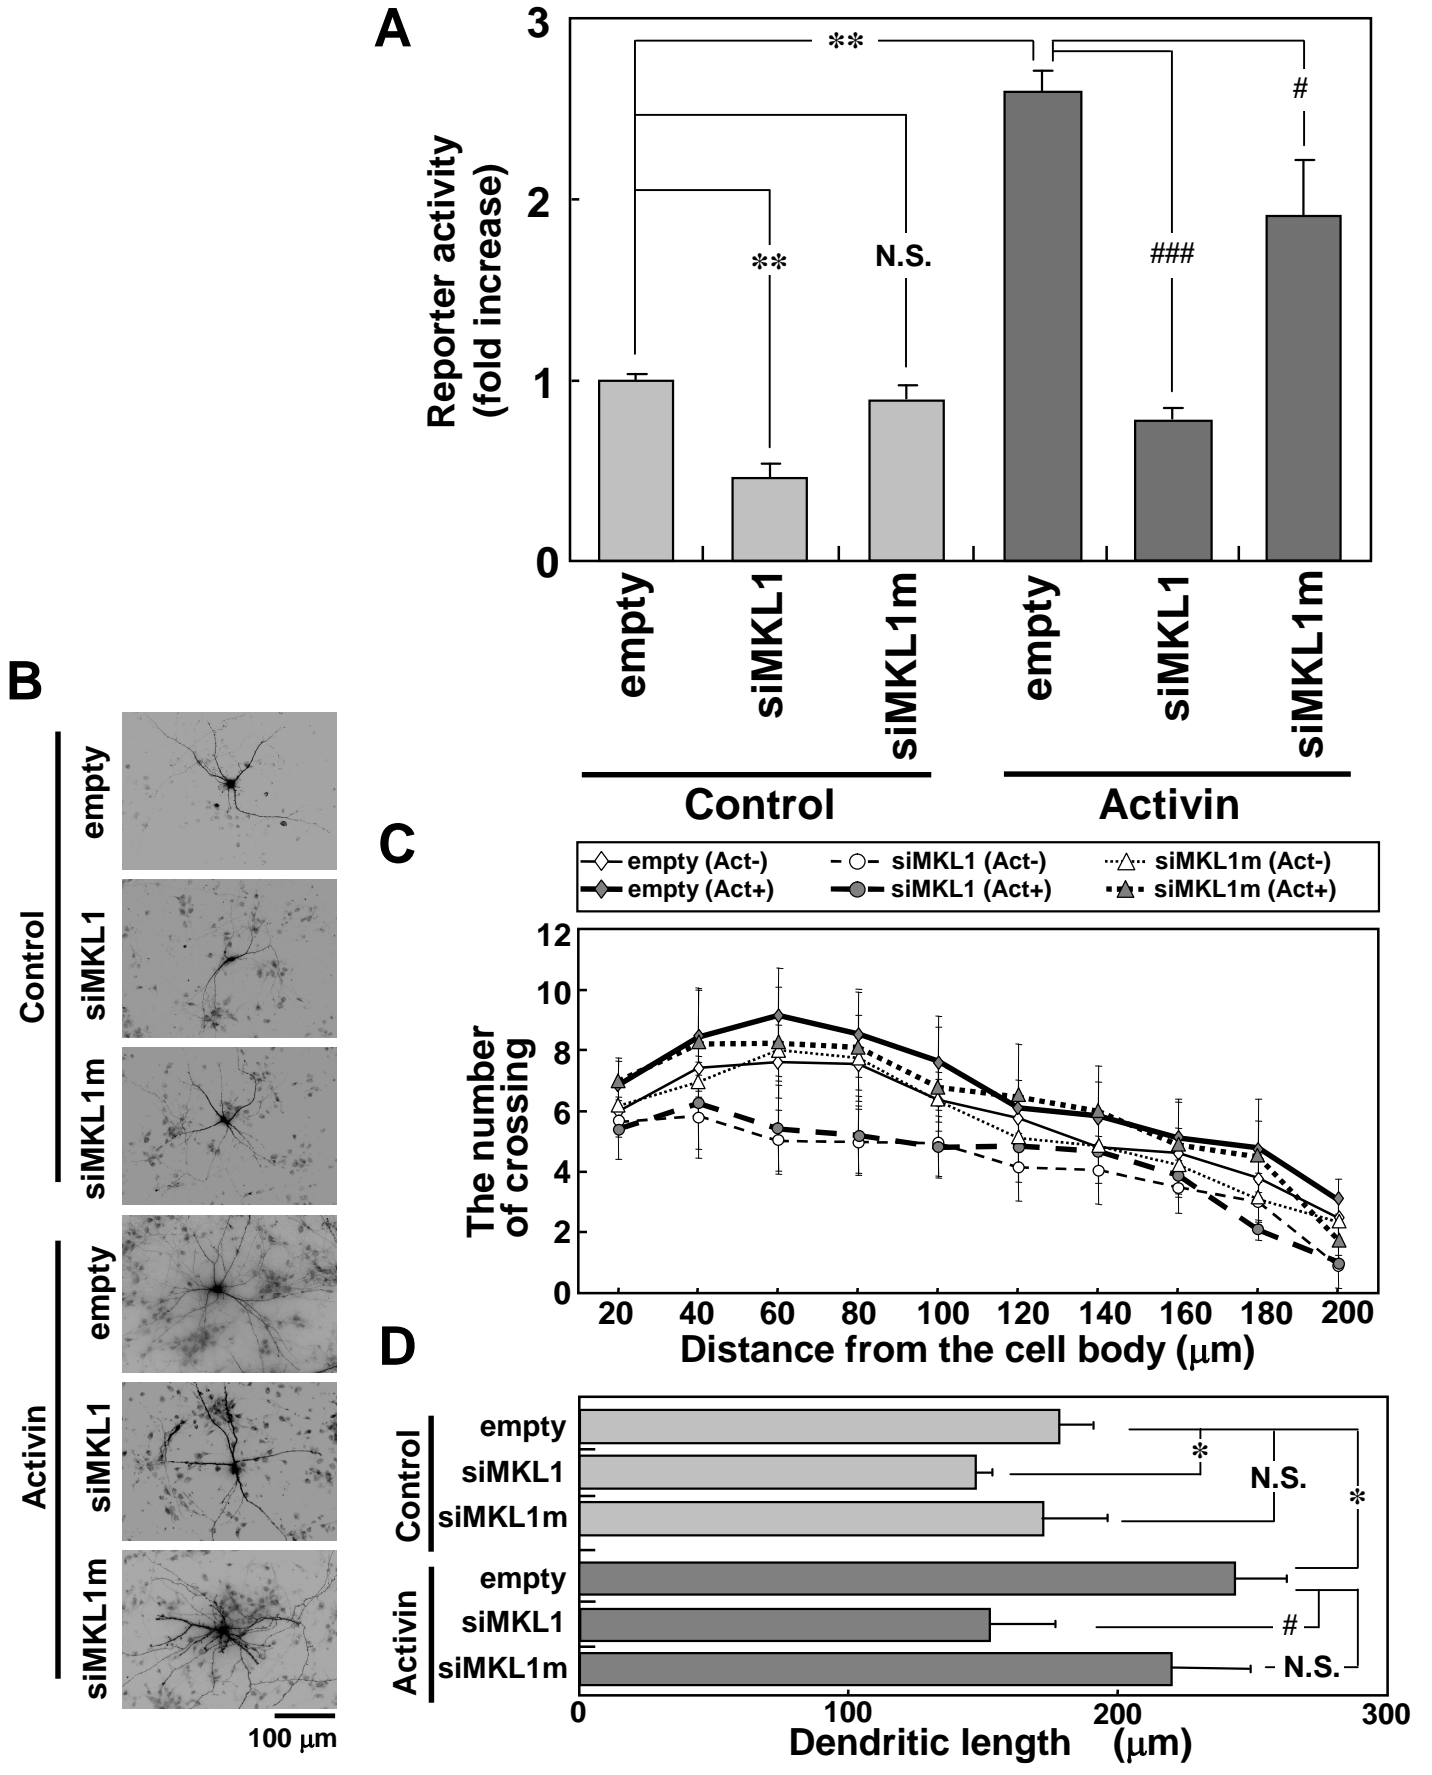 A
3
2
1
0
Reporter activity
(fold increase)
**
**
N.S.
###
#
empty
siMKL1
siMKL1m
empty
siMKL1
siMKL1m
Control
Activin
B
Control
empty
siMKL1
siMKL1m
Activin
empty
siMKL1
siMKL1m
100 μm
C
empty (Act-) siMKL1 (Act-) siMKL1m (Act-)
empty (Act+) siMKL1 (Act+) siMKL1m (Act+)
12
10
8
6
4
2
0
The number
of crossing
20 40 60 80 100 120 140 160 180 200
Distance from the cell body (μm)
D
Control
empty
siMKL1
siMKL1m
Activin
empty
siMKL1
siMKL1m
*
N.S.
*
#
N.S.
0 100 200 300
Dendritic length (μm)